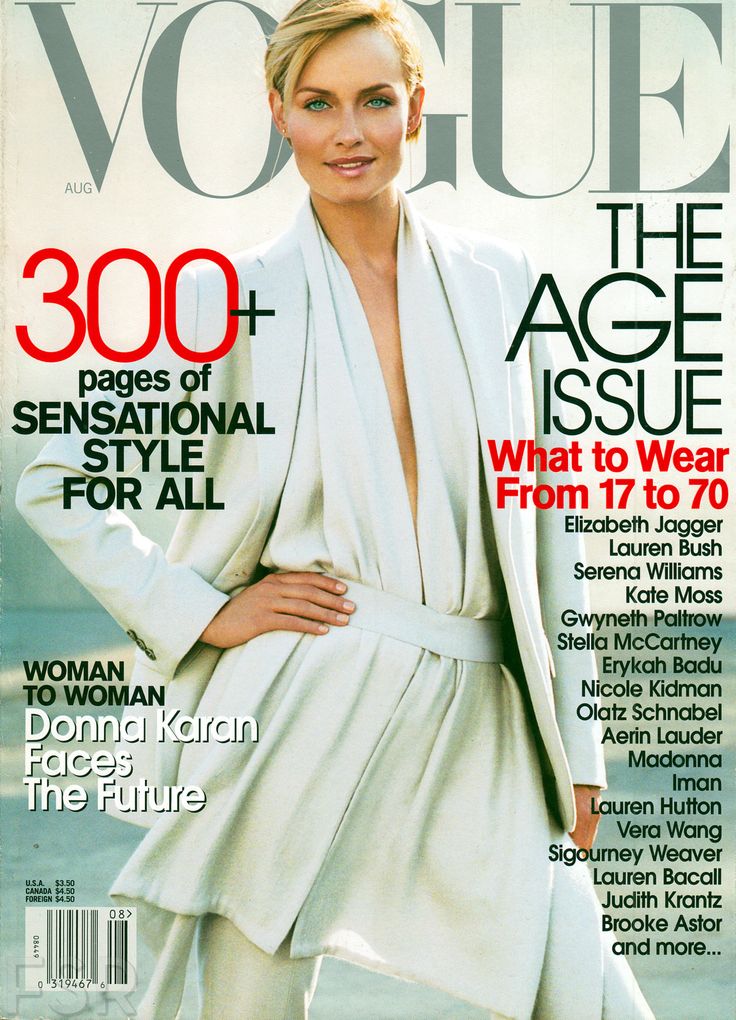 VOGUE
AUG
300+
pages of
SENSATIONAL
STYLE
FOR ALL
THE
AGE
ISSUE
What to Wear
From 17 to 70
Elizabeth Jagger
Lauren Bush
Serena Williams
Kate Moss
Gwyneth Paltrow
Stella McCartney
Erykah Badu
Nicole Kidman
Olatz Schnabel
Aerin Lauder
Madonna
Iman
Lauren Hutton
Vera Wang
Sigourney Weaver
Lauren Bacall
Judith Krantz
Brooke Astor
and more...
WOMAN
TO WOMAN
Donna Karan
Faces
The Future
U.S.A. $3.50
CANADA $4.50
FOREIGN $4.50
08>
08449
0 319467 6
FSR